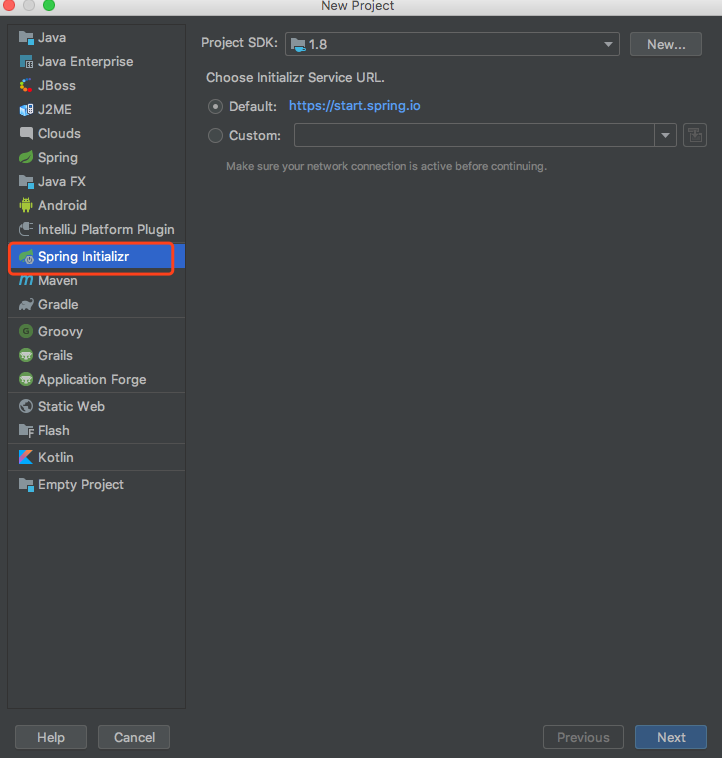 New Project
Java
Java Enterprise
JBoss
J2ME
Clouds
Spring
Java FX
Android
IntelliJ Platform Plugin
Spring Initializr
Maven
Gradle
Groovy
Grails
Application Forge
Static Web
Flash
Kotlin
Empty Project
Project SDK: 1.8 New...
Choose Initializr Service URL.
Default: https://start.spring.io
Custom:
Make sure your network connection is active before continuing.
Help Cancel Previous Next